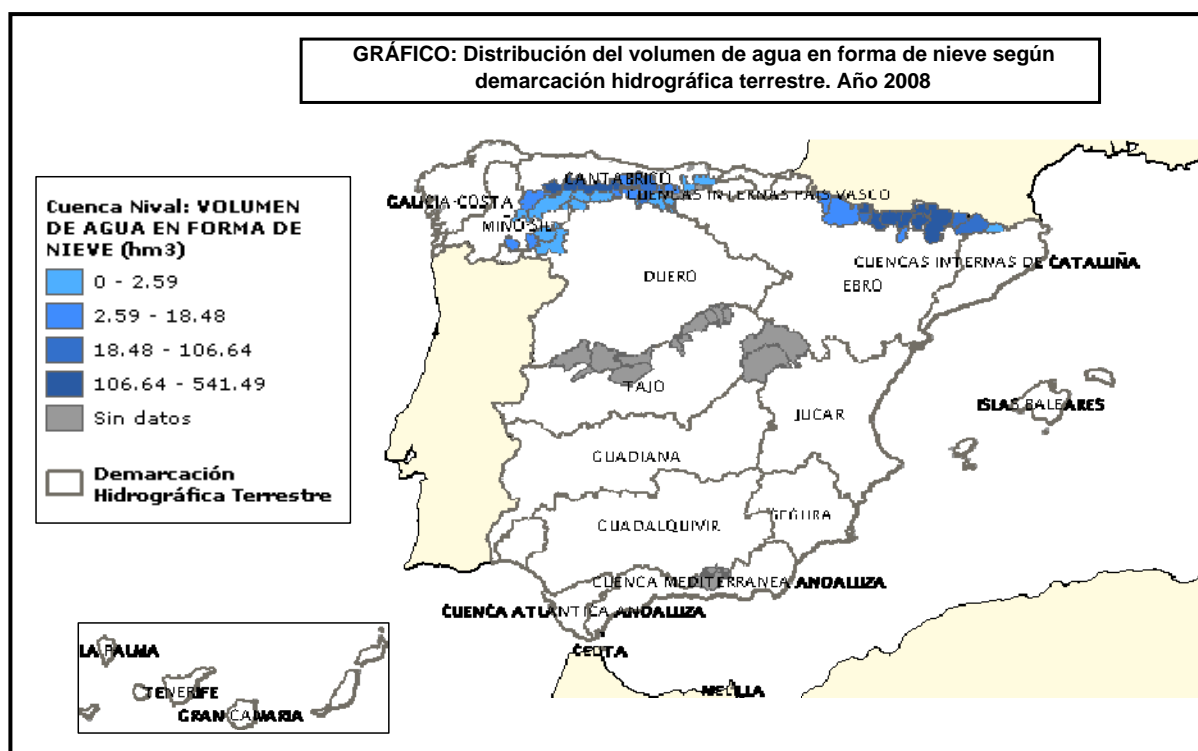 GRÁFICO: Distribución del volumen de agua en forma de nieve según
demarcación hidrográfica terrestre. Año 2008
Cuenca Nival: VOLUMEN
DE AGUA EN FORMA DE
NIEVE (hm3)
0 - 2.59
2.59 - 18.48
18.48 - 106.64
106.64 - 541.49
Sin datos
Demarcación
Hidrográfica Terrestre
CANTABRICO
CUENCAS INTERNAS PAIS VASCO
GALICIA-COSTA
MIÑO-SIL
CUENCAS INTERNAS DE CATALUÑA
DUERO
EBRO
TAJO
JUCAR
ISLAS BALEARES
GUADIANA
GUADALQUIVIR
SEGURA
CUENCA MEDITERRANEA ANDALUZA
CUENCA ATLANTICA ANDALUZA
CEUTA
MELILLA
LA PALMA
TENERIFE
GRAN CANARIA